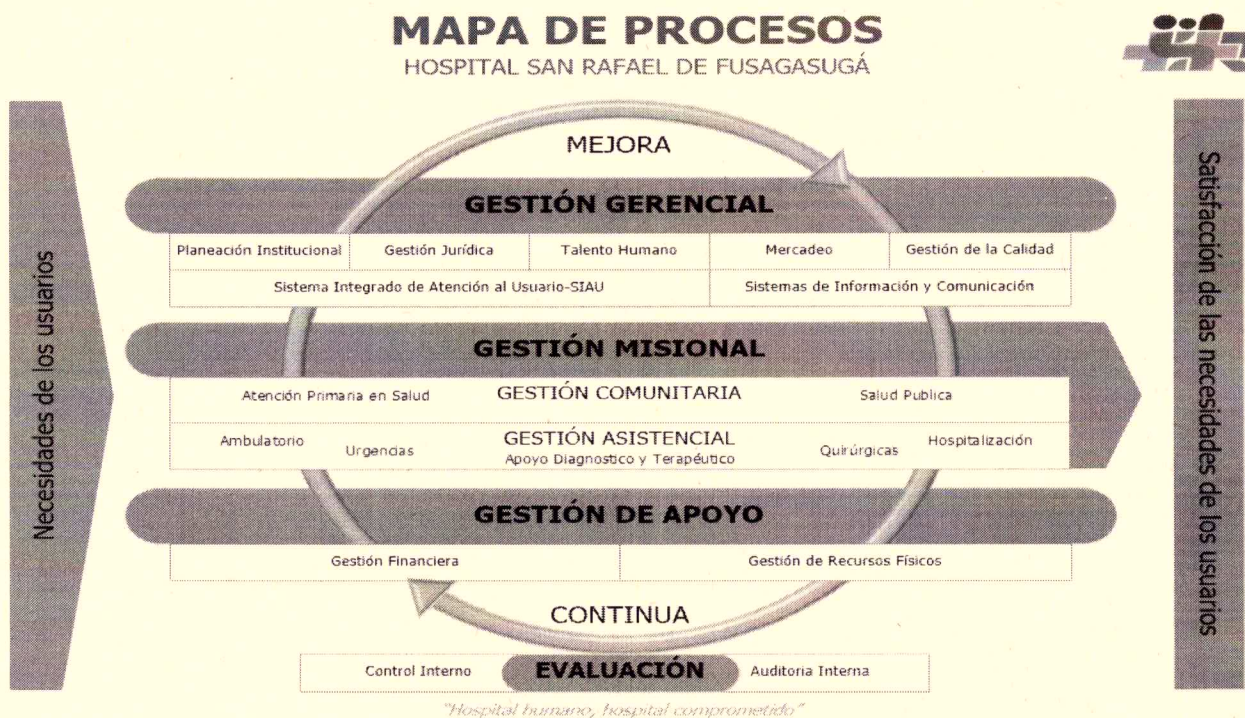 MAPA DE PROCESOS
HOSPITAL SAN RAFAEL DE FUSAGASUGÁ
Necesidades de los usuarios
MEJORA
GESTIÓN GERENCIAL
Planeación Institucional Gestión Jurídica Talento Humano Mercadeo Gestión de la Calidad
Sistema Integrado de Atención al Usuario-SIAU Sistemas de Información y Comunicación
GESTIÓN MISIONAL
Atención Primaria en Salud GESTIÓN COMUNITARIA Salud Publica
Ambulatorio Urgencias GESTIÓN ASISTENCIAL Quirúrgicas Hospitalización
Apoyo Diagnostico y Terapéutico
GESTIÓN DE APOYO
Gestión Financiera Gestión de Recursos Físicos
CONTINUA
Control Interno EVALUACIÓN Auditoria Interna
"Hospital humano, hospital comprometido"
Satisfacción de las necesidades de los usuarios